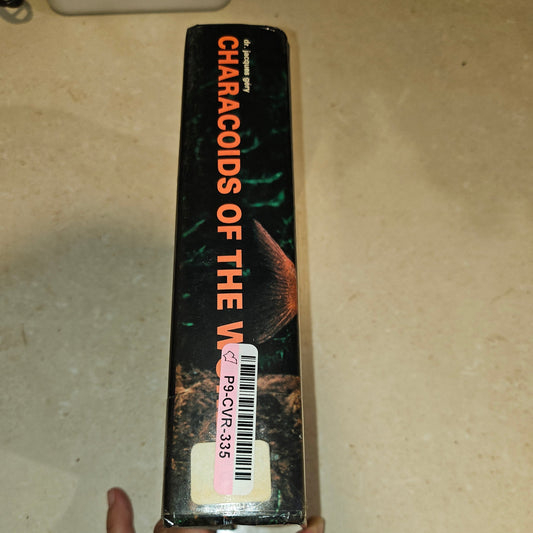 dr. jacques géry
CHARACOIDS OF THE W
P9-CVR-335